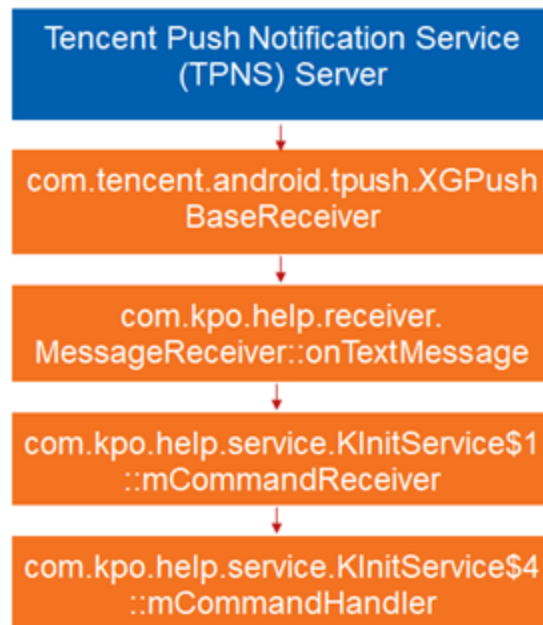 Tencent Push Notification Service
(TPNS) Server
com.tencent.android.tpush.XGPush
BaseReceiver
com.kpo.help.receiver.
MessageReceiver::onTextMessage
com.kpo.help.service.KInitService$1
::mCommandReceiver
com.kpo.help.service.KInitService$4
::mCommandHandler